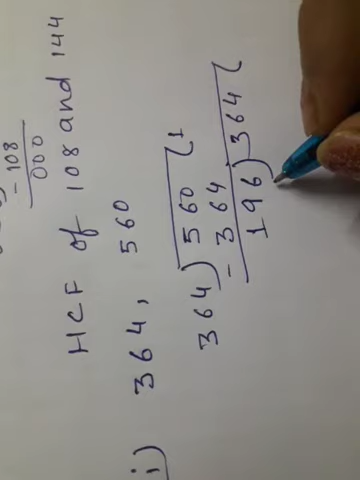 - 108
000
HCF of 108 and 144
i) 364, 560
364) 560 (1
- 364
196) 364 (